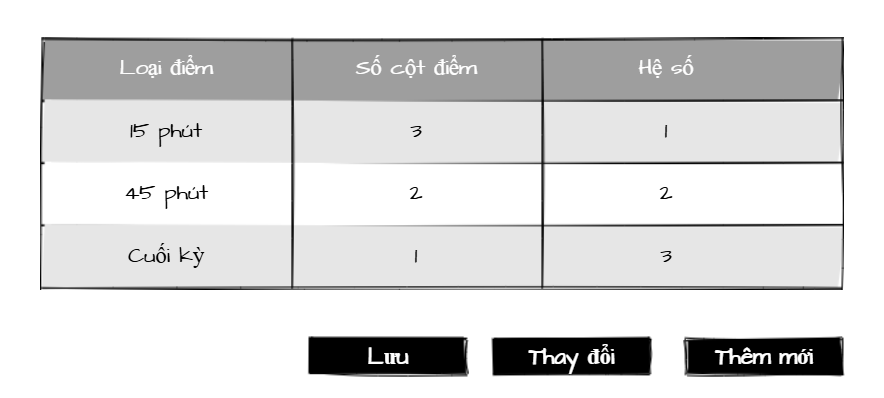 Loại điểm Số cột điểm Hệ số
15 phút 3 1
45 phút 2 2
Cuối kỳ 1 3
Lưu Thay đổi Thêm mới